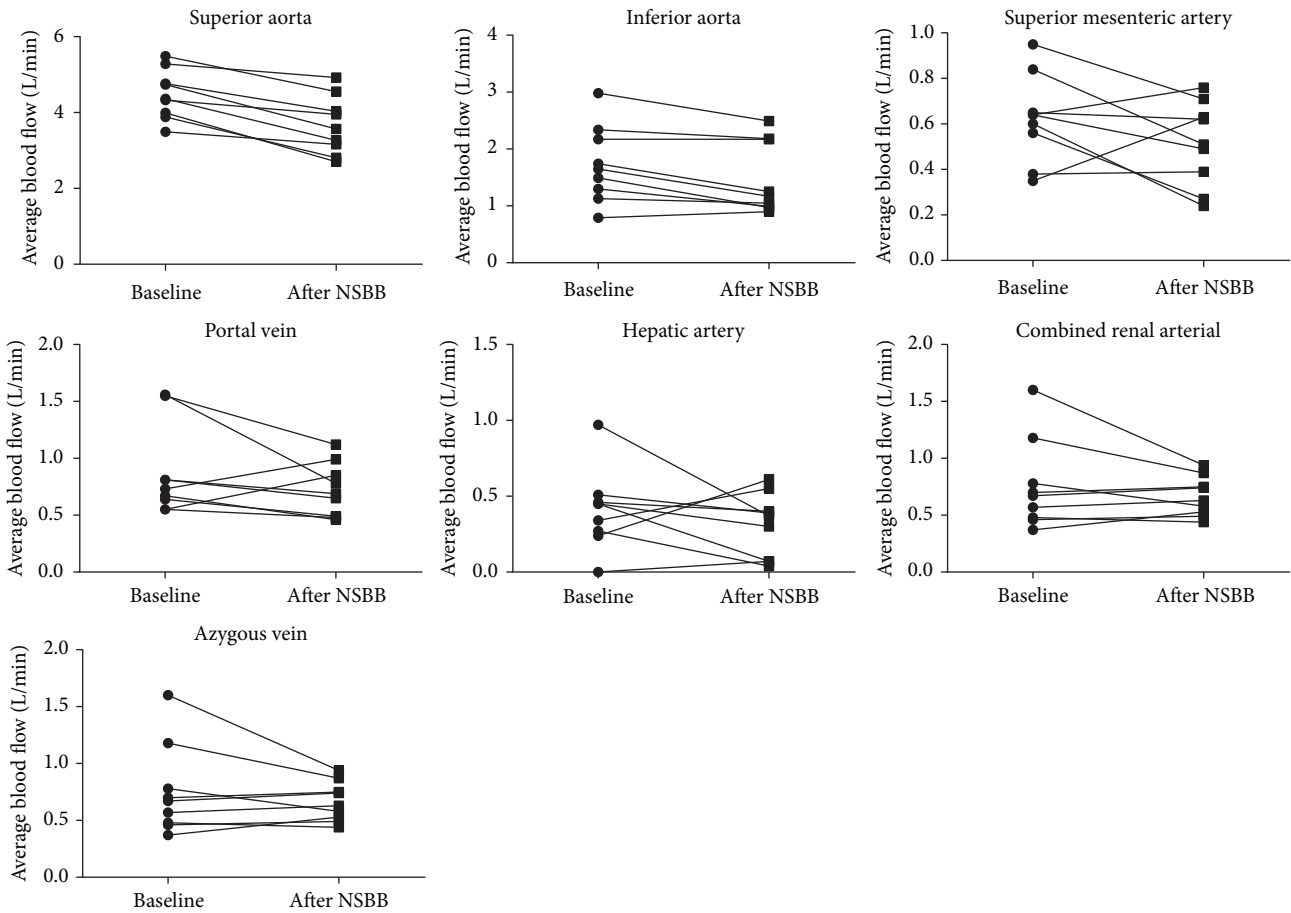 Superior aorta
Average blood flow (L/min)
6
4
2
0
Baseline
After NSBB
Inferior aorta
Average blood flow (L/min)
4
3
2
1
0
Baseline
After NSBB
Superior mesenteric artery
Average blood flow (L/min)
1.0
0.8
0.6
0.4
0.2
0.0
Baseline
After NSBB
Portal vein
Average blood flow (L/min)
2.0
1.5
1.0
0.5
0.0
Baseline
After NSBB
Hepatic artery
Average blood flow (L/min)
1.5
1.0
0.5
0.0
Baseline
After NSBB
Combined renal arterial
Average blood flow (L/min)
2.0
1.5
1.0
0.5
0.0
Baseline
After NSBB
Azygous vein
Average blood flow (L/min)
2.0
1.5
1.0
0.5
0.0
Baseline
After NSBB